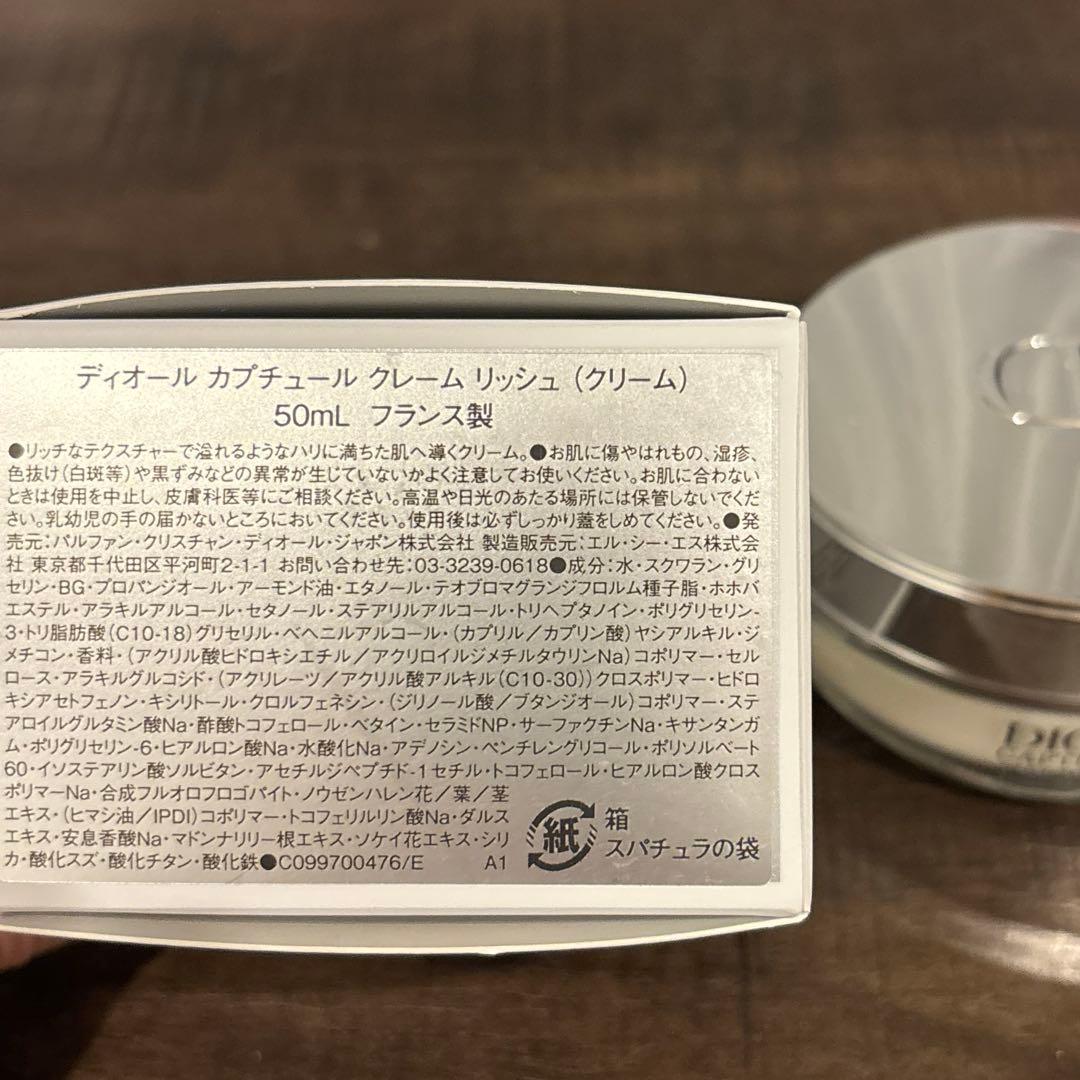 ディオール カプチュール クレーム リッシュ（クリーム）
50mL フランス製
●リッチなテクスチャーで溢れるようなハリに満ちた肌へ導くクリーム。●お肌に傷やはれもの、湿疹、
色抜け（白斑等）や黒ずみなどの異常が生じていないかよく注意してお使いください。お肌に合わない
ときは使用を中止し、皮膚科医等にご相談ください。高温や日光のあたる場所には保管しないでくだ
さい。乳幼児の手の届かないところにおいてください。使用後は必ずしっかり蓋をしめてください。●発
売元:パルファン・クリスチャン・ディオール・ジャポン株式会社 製造販売元:エル・シー・エス株式会
社 東京都千代田区平河町2-1-1 お問い合わせ先:03-3239-0618●成分:水・スクワラン・グリ
セリン・BG・プロパンジオール・アーモンド油・エタノール・テオブロマグランジフロルム種子脂・ホホバ
エステル・アラキルアルコール・セタノール・ステアリルアルコール・トリヘプタノイン・ポリグリセリン-
3・トリ脂肪酸（C10-18）グリセリル・ベヘニルアルコール・（カプリル／カプリン酸）ヤシアルキル・ジ
メチコン・香料・（アクリル酸ヒドロキシエチル／アクリロイルジメチルタウリンNa）コポリマー・セル
ロース・アラキルグルコシド・（アクリレーツ／アクリル酸アルキル（C10-30））クロスポリマー・ヒドロ
キシアセトフェノン・キシリトール・クロルフェネシン・（ジリノール酸／ブタンジオール）コポリマー・ステ
アロイルグルタミン酸Na・酢酸トコフェロール・ベタイン・セラミドNP・サーファクチンNa・キサンタンガ
ム・ポリグリセリン-6・ヒアルロン酸Na・水酸化Na・アデノシン・ペンチレングリコール・ポリソルベート
60・イソステアリン酸ソルビタン・アセチルジペプチド-1セチル・トコフェロール・ヒアルロン酸クロス
ポリマーNa・合成フルオロフロゴパイト・ノウゼンハレン花／葉／茎
エキス・（ヒマシ油／IPDI）コポリマー・トコフェリルリン酸Na・ダルス
エキス・安息香酸Na・マドンナリリー根エキス・ソケイ花エキス・シリ
カ・酸化スズ・酸化チタン・酸化鉄●C099700476/E A1
紙
箱
スパチュラの袋